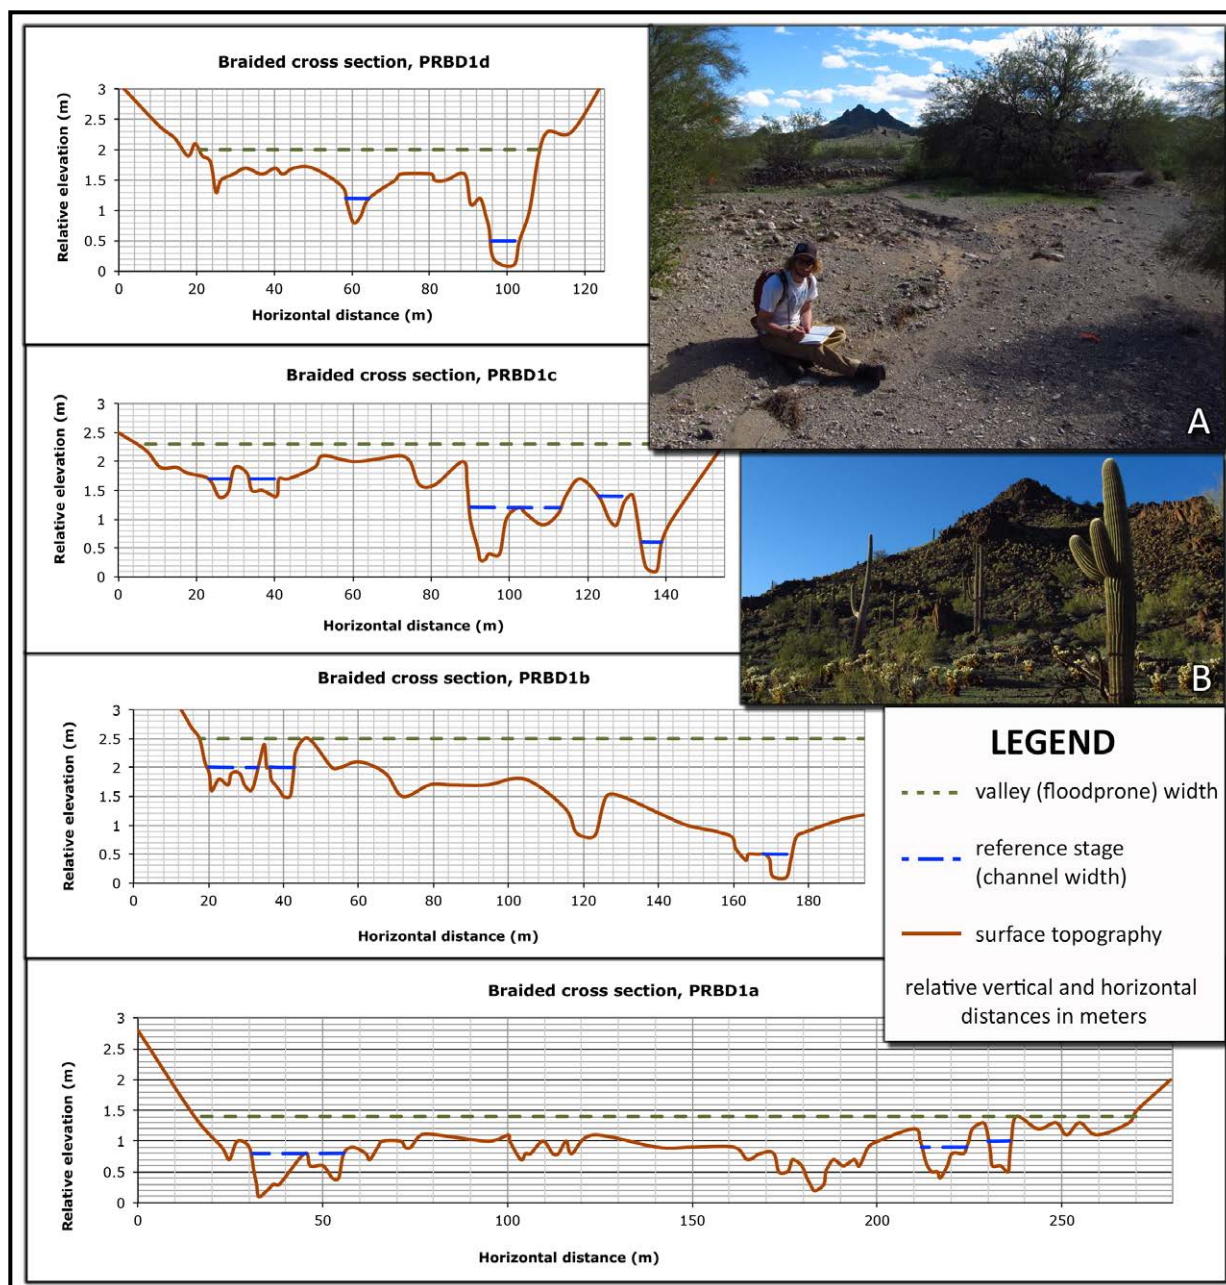 Braided cross section, PRBD1d
Relative elevation (m)
3
2.5
2
1.5
1
0.5
0
0 20 40 60 80 100 120
Horizontal distance (m)
A
Braided cross section, PRBD1c
Relative elevation (m)
3
2.5
2
1.5
1
0.5
0
0 20 40 60 80 100 120 140
Horizontal distance (m)
B
Braided cross section, PRBD1b
Relative elevation (m)
3
2.5
2
1.5
1
0.5
0
0 20 40 60 80 100 120 140 160 180
Horizontal distance (m)
LEGEND
valley (floodprone) width
reference stage
(channel width)
surface topography
relative vertical and horizontal
distances in meters
Braided cross section, PRBD1a
Relative elevation (m)
3
2.5
2
1.5
1
0.5
0
0 50 100 150 200 250
Horizontal distance (m)